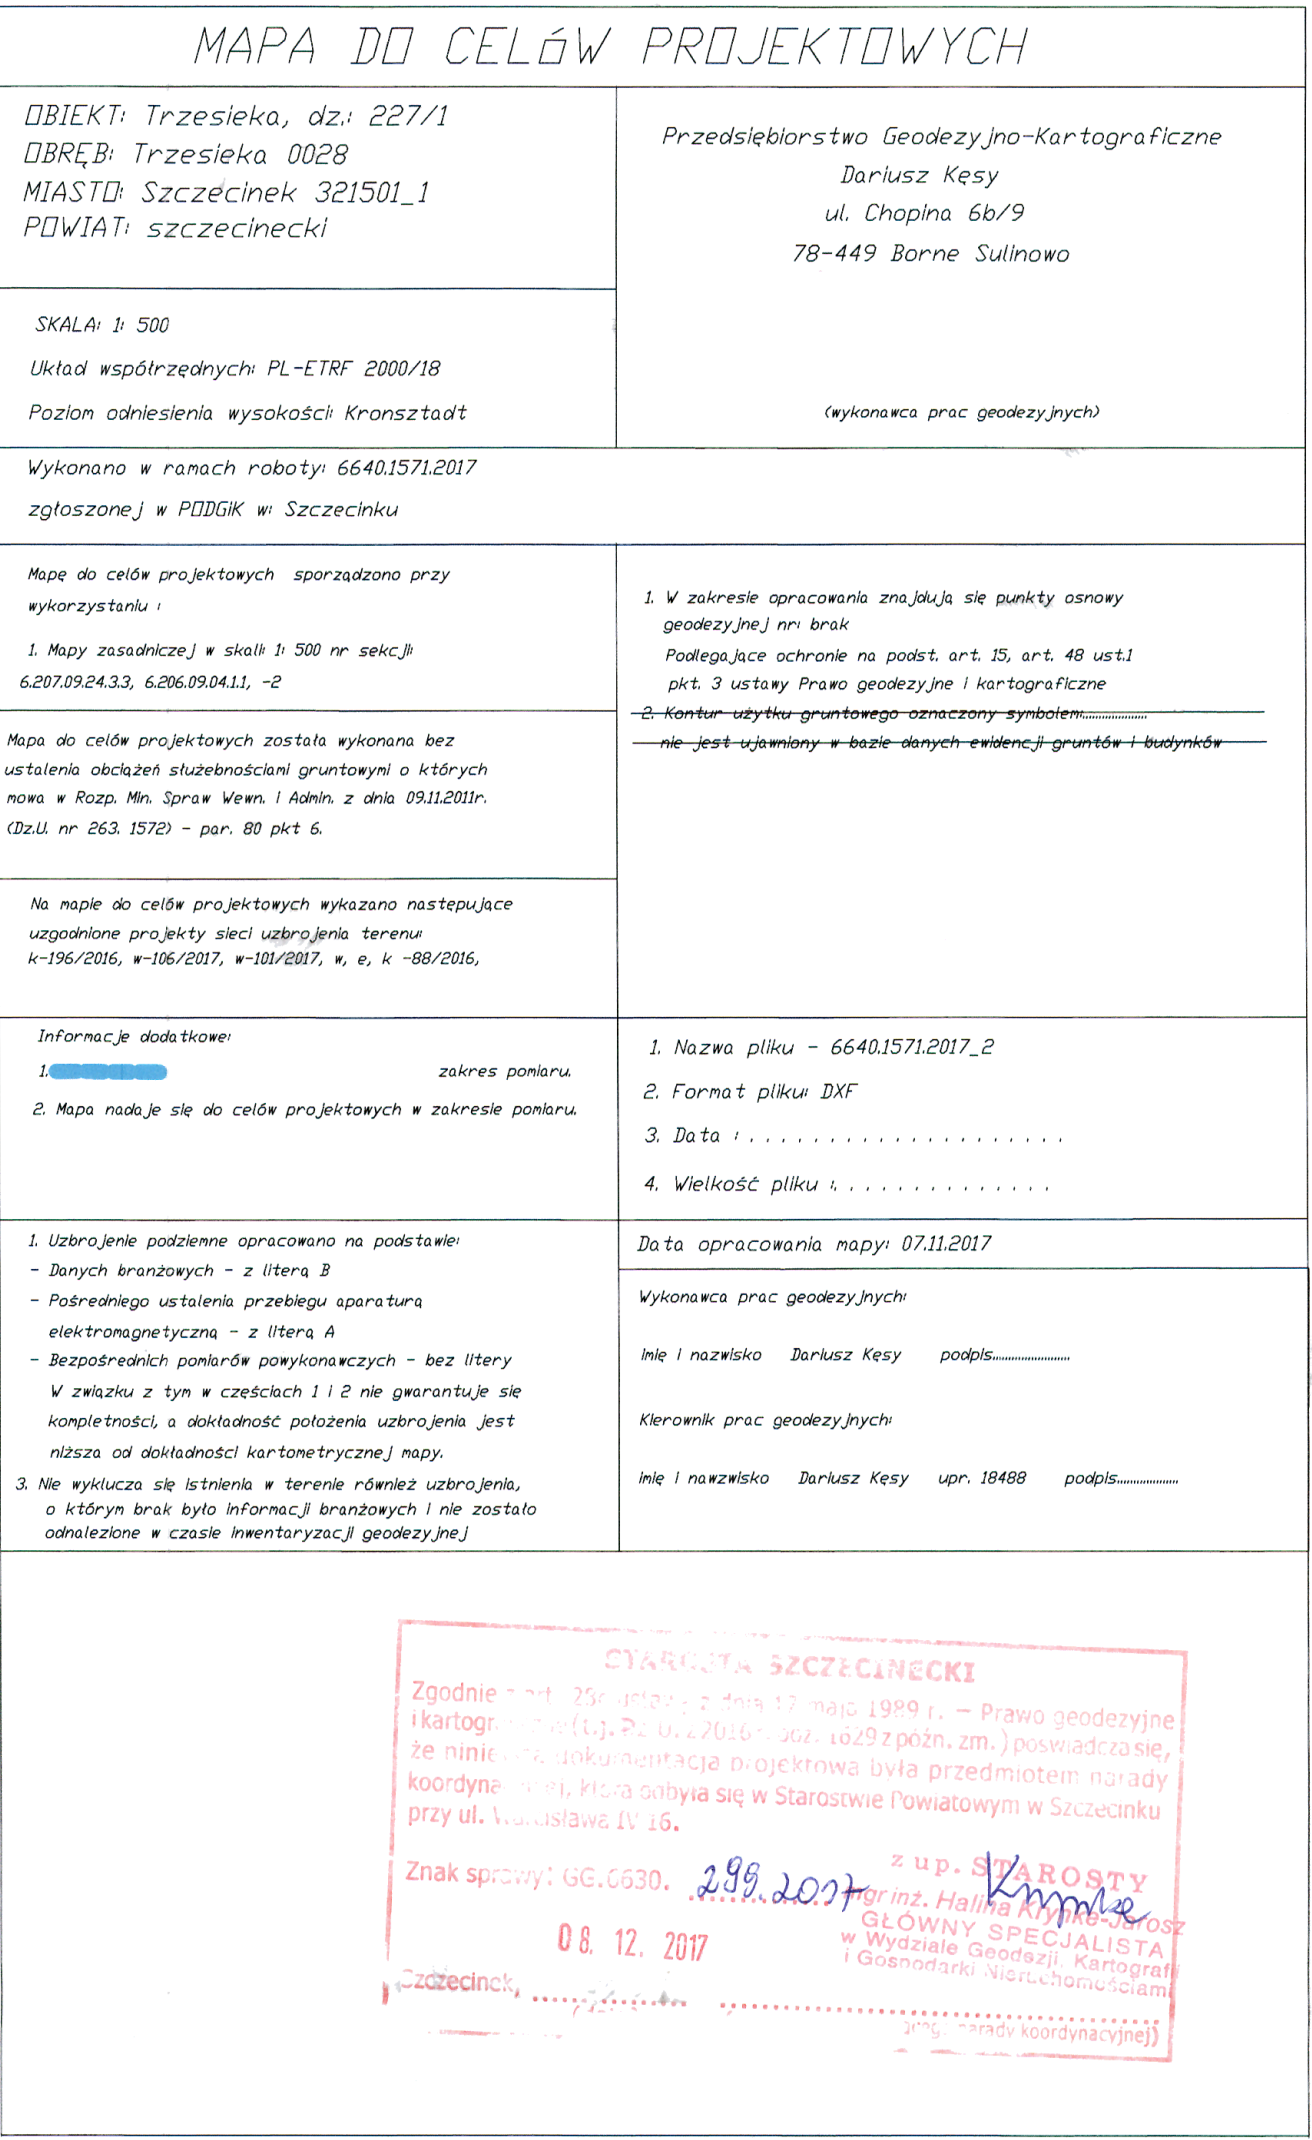 MAPA DO CELÓW PROJEKTOWYCH
OBIEKT: Trzesieka, dz.: 227/1
OBRĘB: Trzesieka 0028
MIASTO: Szczecinek 321501_1
POWIAT: szczecinecki
Przedsiębiorstwo Geodezyjno-Kartograficzne
Dariusz Kęsy
ul. Chopina 6b/9
78-449 Borne Sulinowo
(wykonawca prac geodezyjnych)
SKALA: 1: 500
Układ współrzędnych: PL-ETRF 2000/18
Poziom odniesienia wysokości: Kronsztadt
Wykonano w ramach roboty: 6640.1571.2017
zgłoszonej w PODGiK w: Szczecinku
Mapę do celów projektowych sporządzono przy
wykorzystaniu :
1. Mapy zasadniczej w skali: 1: 500 nr sekcji:
6.207.09.24.3.3, 6.206.09.04.1.1, -2
Mapa do celów projektowych została wykonana bez
ustalenia obciążeń służebnościami gruntowymi o których
mowa w Rozp. Min. Spraw Wewn. i Admin. z dnia 09.11.2011r.
(Dz.U. nr 263. 1572) - par. 80 pkt 6.
Na mapie do celów projektowych wykazano następujące
uzgodnione projekty sieci uzbrojenia terenu:
k-196/2016, w-106/2017, w-101/2017, w, e, k -88/2016,
1. W zakresie opracowania znajdują się punkty osnowy
geodezyjnej nr: brak
Podlegające ochronie na podst. art. 15, art. 48 ust.1
pkt. 3 ustawy Prawo geodezyjne i kartograficzne
2. Kontur użytku gruntowego oznaczony symbolem:....................
nie jest ujawniony w bazie danych ewidencji gruntów i budynków
Informacje dodatkowe:
1. zakres pomiaru.
2. Mapa nadaje się do celów projektowych w zakresie pomiaru.
1. Nazwa pliku - 6640.1571.2017_2
2. Format pliku: DXF
3. Data : . . . . . . . . . . . . . . . . . . . .
4. Wielkość pliku :. . . . . . . . . . . . . .
1. Uzbrojenie podziemne opracowano na podstawie:
- Danych branżowych - z literą B
- Pośredniego ustalenia przebiegu aparaturą
elektromagnetyczną - z literą A
- Bezpośrednich pomiarów powykonawczych - bez litery
W związku z tym w częściach 1 i 2 nie gwarantuje się
kompletności, a dokładność położenia uzbrojenia jest
niższa od dokładności kartometrycznej mapy.
3. Nie wyklucza się istnienia w terenie również uzbrojenia,
o którym brak było informacji branżowych i nie zostało
odnalezione w czasie inwentaryzacji geodezyjnej
Data opracowania mapy: 07.11.2017
Wykonawca prac geodezyjnych:
imię i nazwisko Dariusz Kęsy podpis........................
Kierownik prac geodezyjnych:
imię i nawzwisko Dariusz Kęsy upr. 18488 podpis...................
STAROSTA SZCZECINECKI
Zgodnie z art. 28c ustawy z dnia 17 maja 1989 r. – Prawo geodezyjne
i kartogr (t.j. Dz.U. z 2016 r. poz. 1629 z późn. zm.) poswiadcza się,
że niniejsza dokumentacja projektowa była przedmiotem narady
koordynacyjnej, która odbyła się w Starostwie Powiatowym w Szczecinku
przy ul. Warcisława IV 16.
Znak sprawy: GG.6630. 299.2017
z up. STAROSTY
mgr inż. Halina Krynke-Jarosz
GŁÓWNY SPECJALISTA
w Wydziale Geodezji, Kartografii
i Gospodarki Nieruchomościami
08. 12. 2017
Szczecinek, ....................
narady koordynacyjnej)